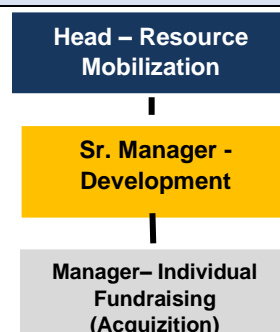 Head – Resource
Mobilization
Sr. Manager -
Development
Manager– Individual
Fundraising
(Acquizition)